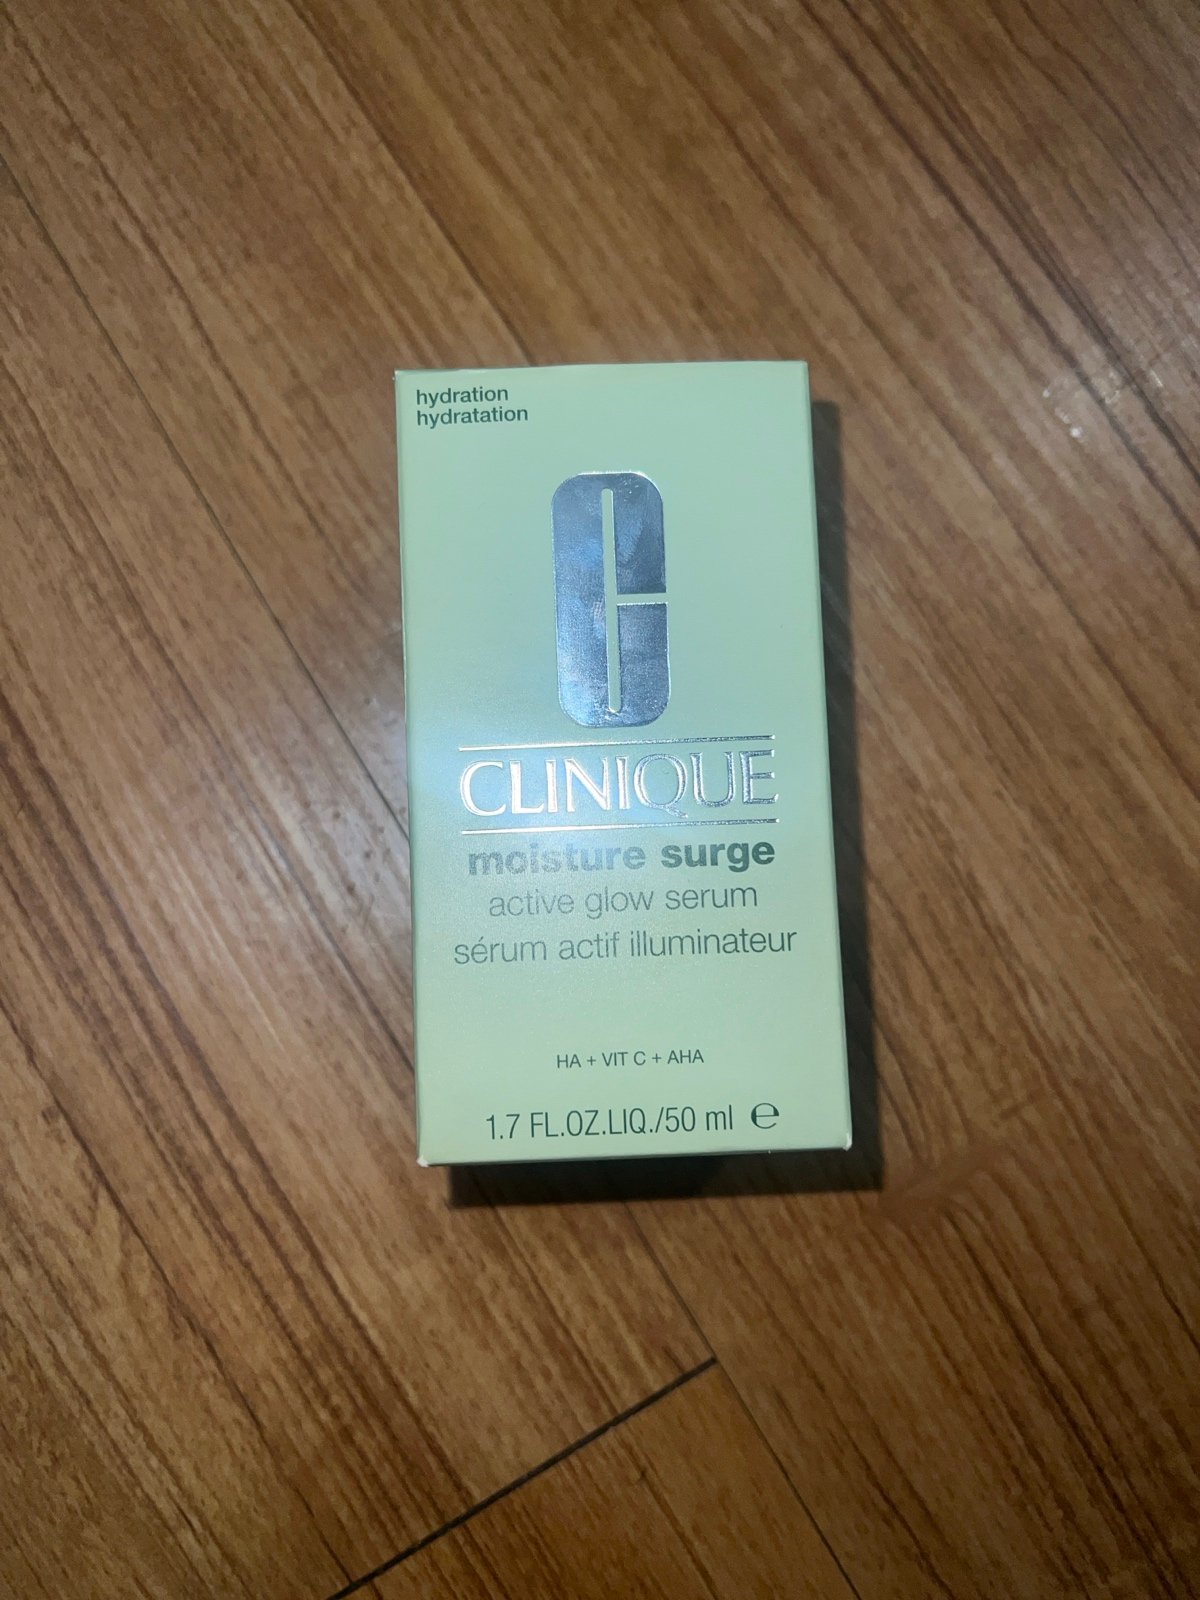 hydration
hydratation
C
CLINIQUE
moisture surge
active glow serum
sérum actif illuminateur
HA + VIT C + AHA
1.7 FL.OZ.LIQ./50 ml ℮